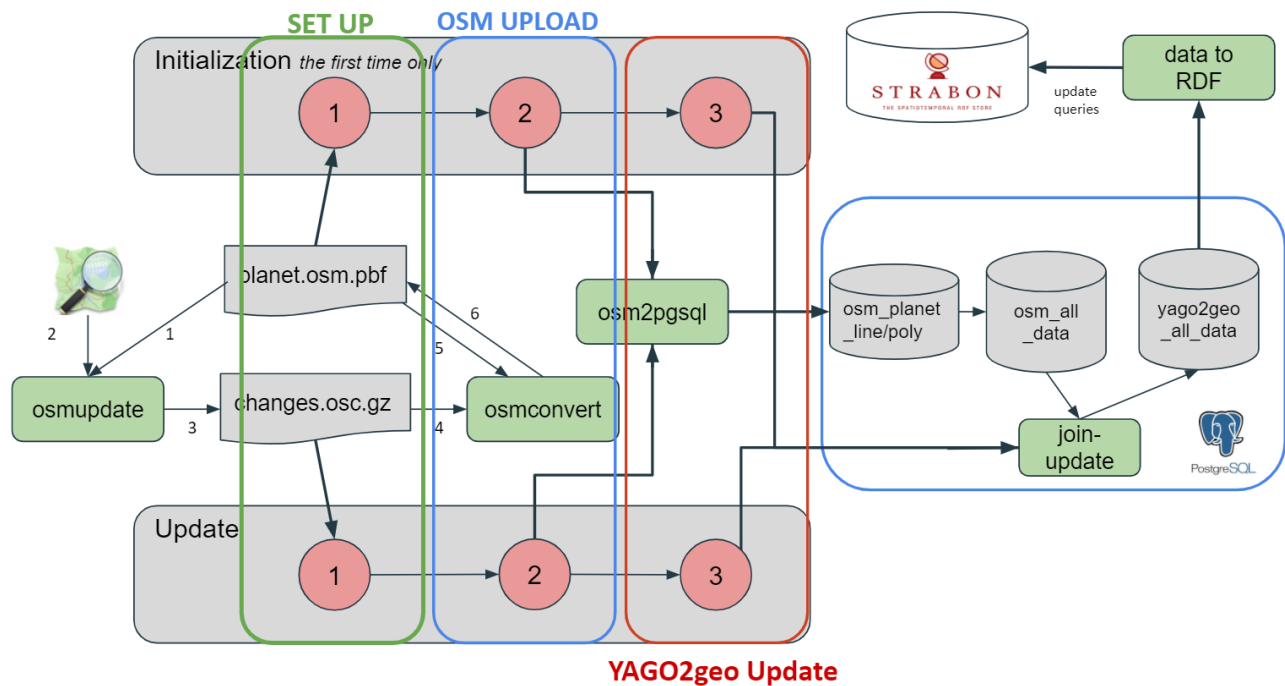 SET UP
OSM UPLOAD
Initialization the first time only
1
2
3
STRABON
THE SPATIOTEMPORAL RDF STORE
update
queries
data to
RDF
planet.osm.pbf
2
1
6
5
osm2pgsql
osm_planet
_line/poly
osm_all
_data
yago2geo
_all_data
osmupdate
3
changes.osc.gz
4
osmconvert
join-
update
PostgreSQL
Update
1
2
3
YAGO2geo Update